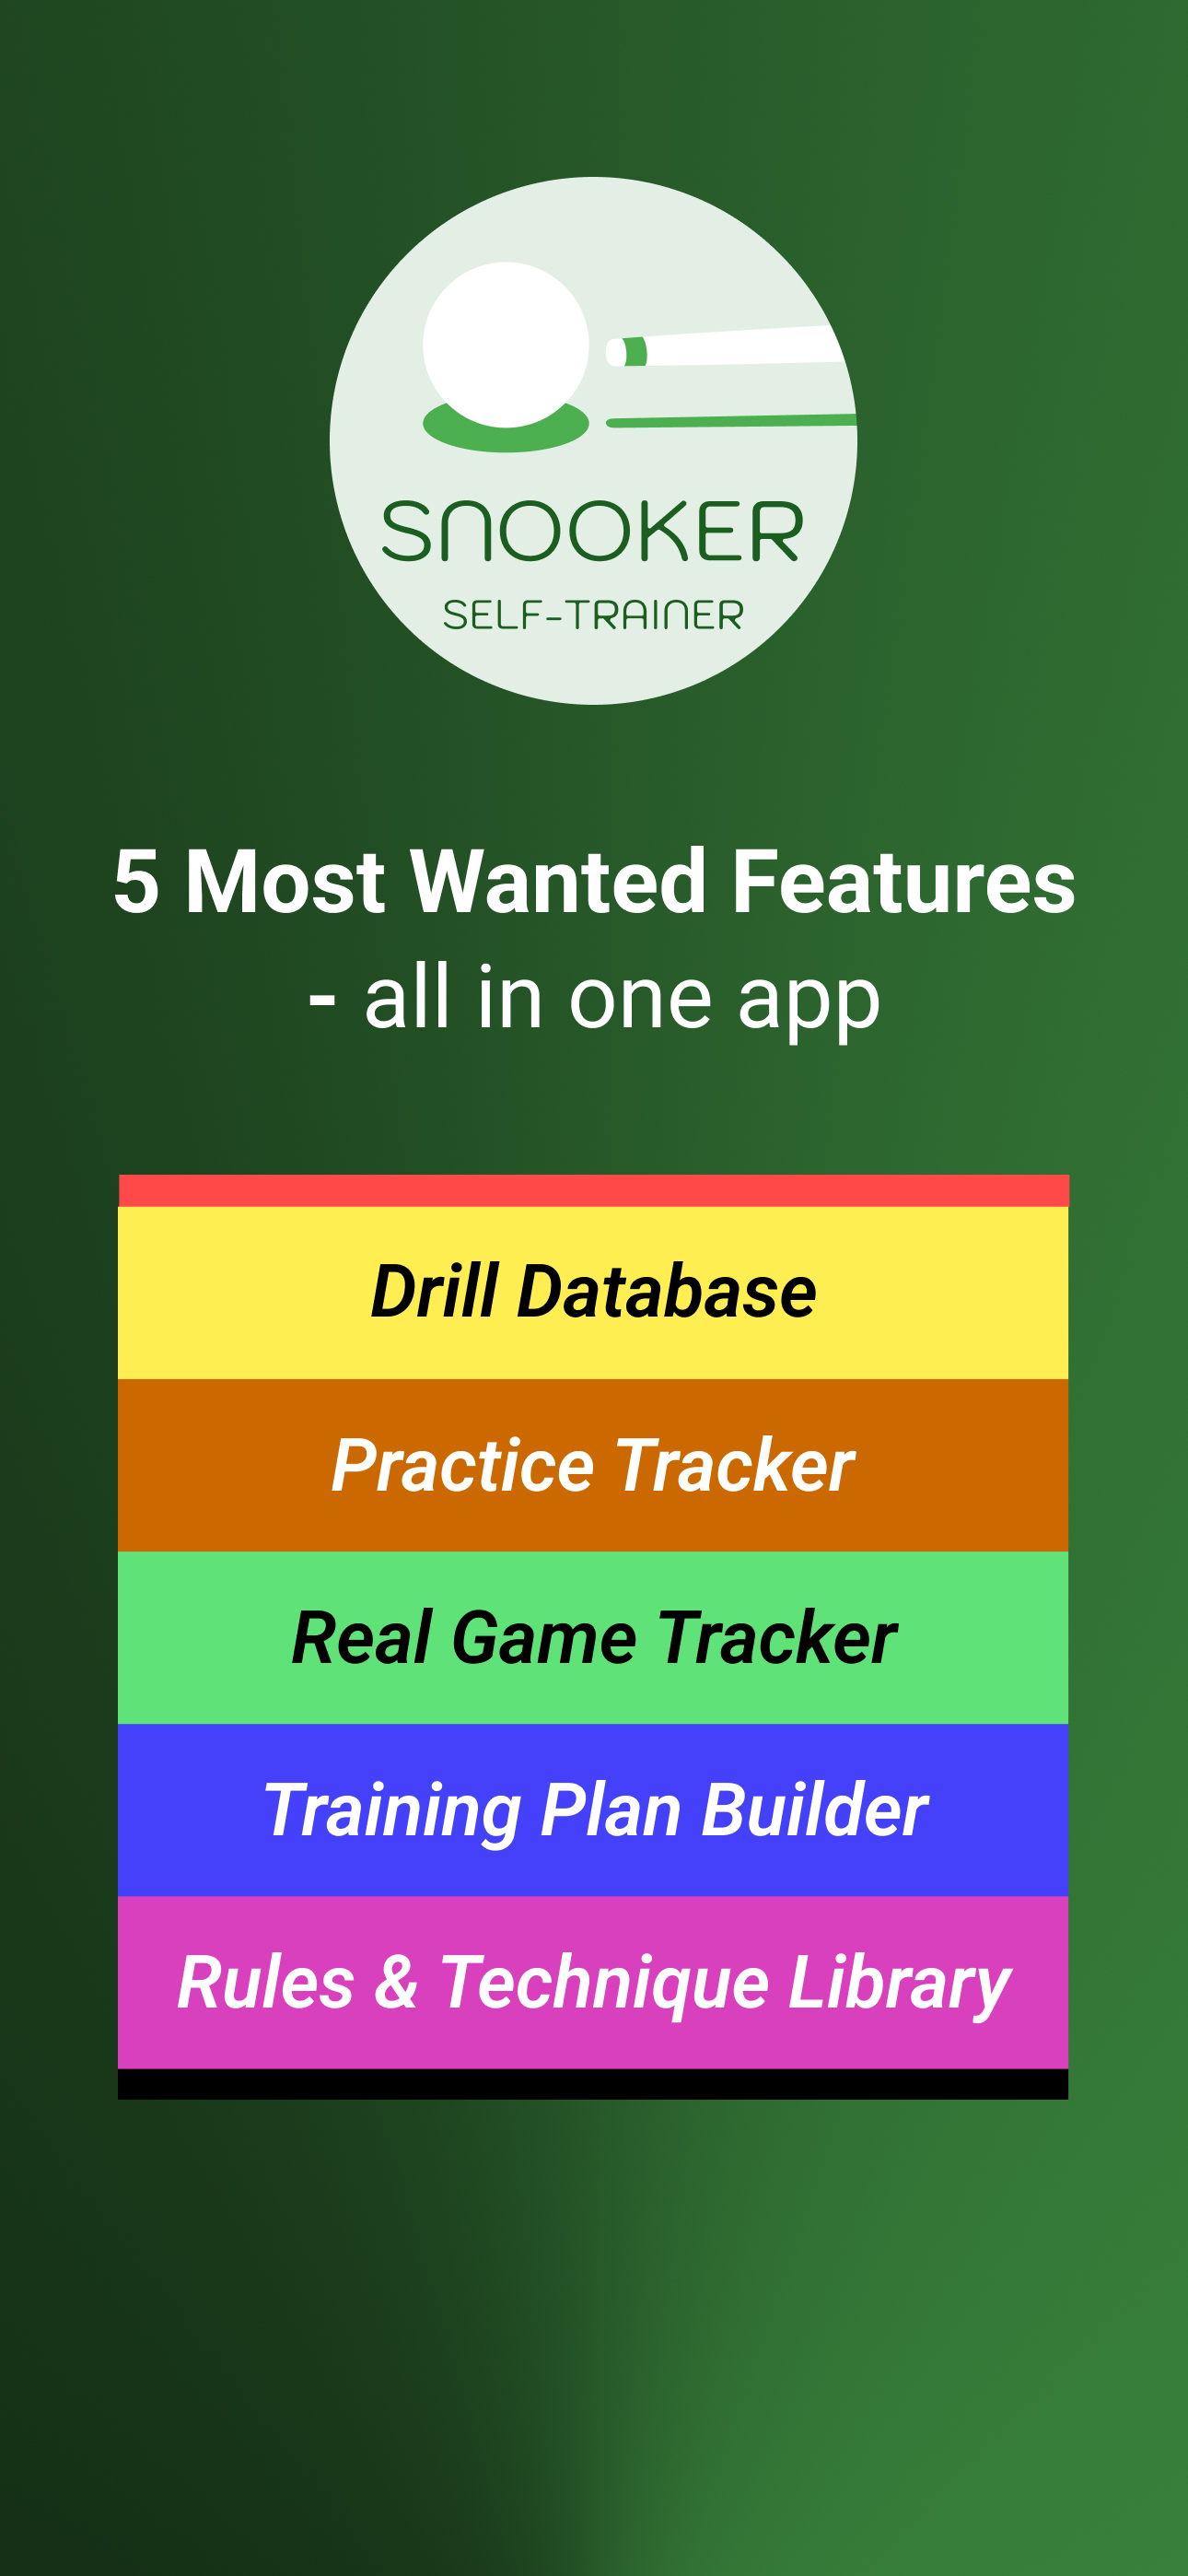 SNOOKER
SELF-TRAINER
5 Most Wanted Features
- all in one app
Drill Database
Practice Tracker
Real Game Tracker
Training Plan Builder
Rules & Technique Library